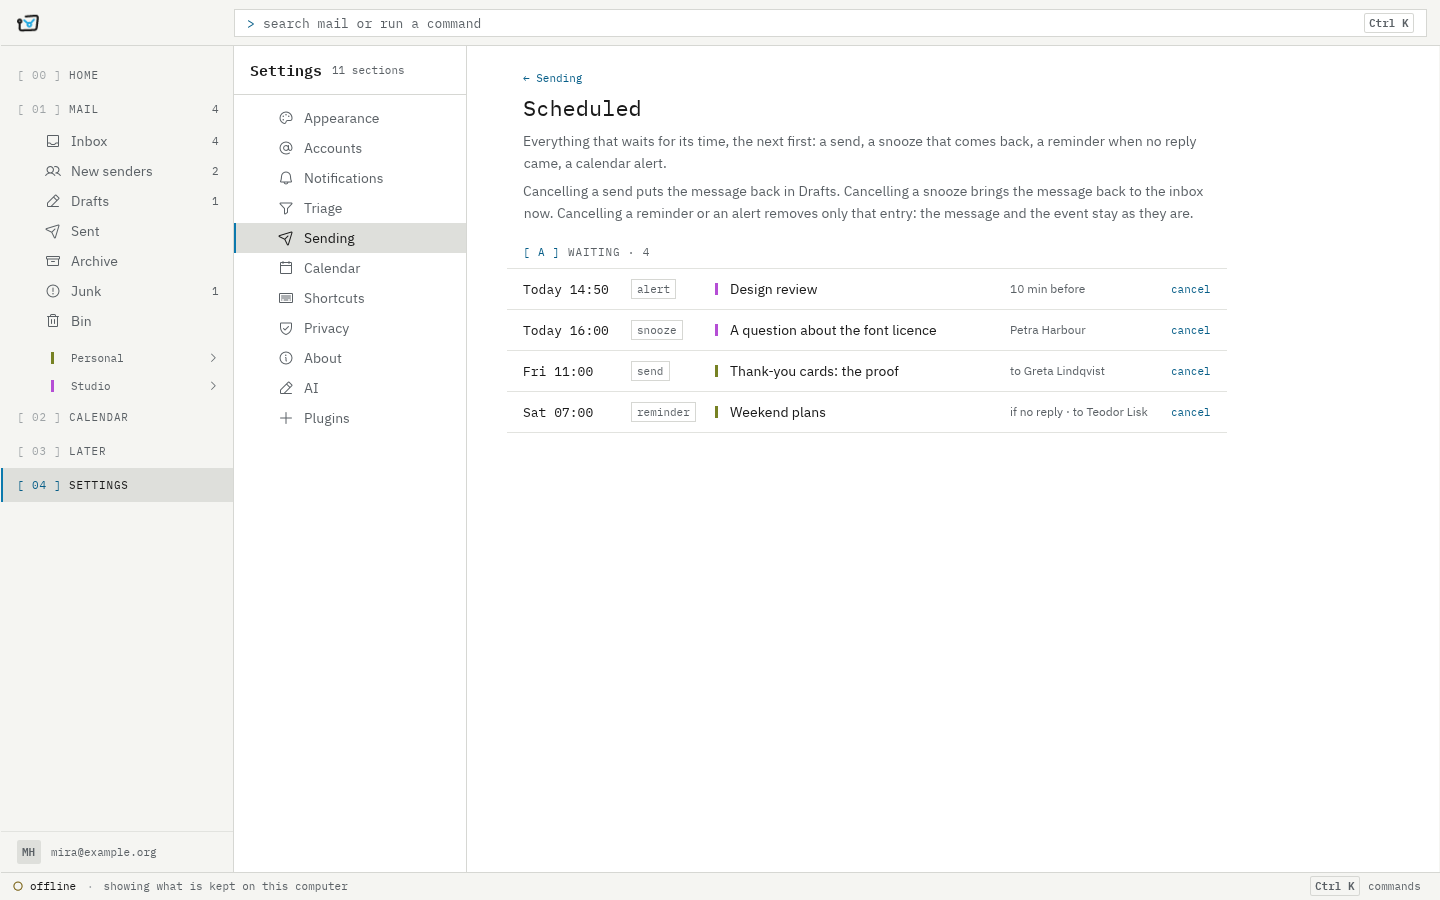 > search mail or run a command Ctrl K
[ 00 ] HOME
[ 01 ] MAIL 4
Inbox 4
New senders 2
Drafts 1
Sent
Archive
Junk 1
Bin
Personal
Studio
[ 02 ] CALENDAR
[ 03 ] LATER
[ 04 ] SETTINGS
MH mira@example.org
Settings 11 sections
Appearance
Accounts
Notifications
Triage
Sending
Calendar
Shortcuts
Privacy
About
AI
Plugins
← Sending
Scheduled
Everything that waits for its time, the next first: a send, a snooze that comes back, a reminder when no reply
came, a calendar alert.
Cancelling a send puts the message back in Drafts. Cancelling a snooze brings the message back to the inbox
now. Cancelling a reminder or an alert removes only that entry: the message and the event stay as they are.
[ A ] WAITING · 4
Today 14:50 alert Design review 10 min before cancel
Today 16:00 snooze A question about the font licence Petra Harbour cancel
Fri 11:00 send Thank-you cards: the proof to Greta Lindqvist cancel
Sat 07:00 reminder Weekend plans if no reply · to Teodor Lisk cancel
offline · showing what is kept on this computer Ctrl K commands